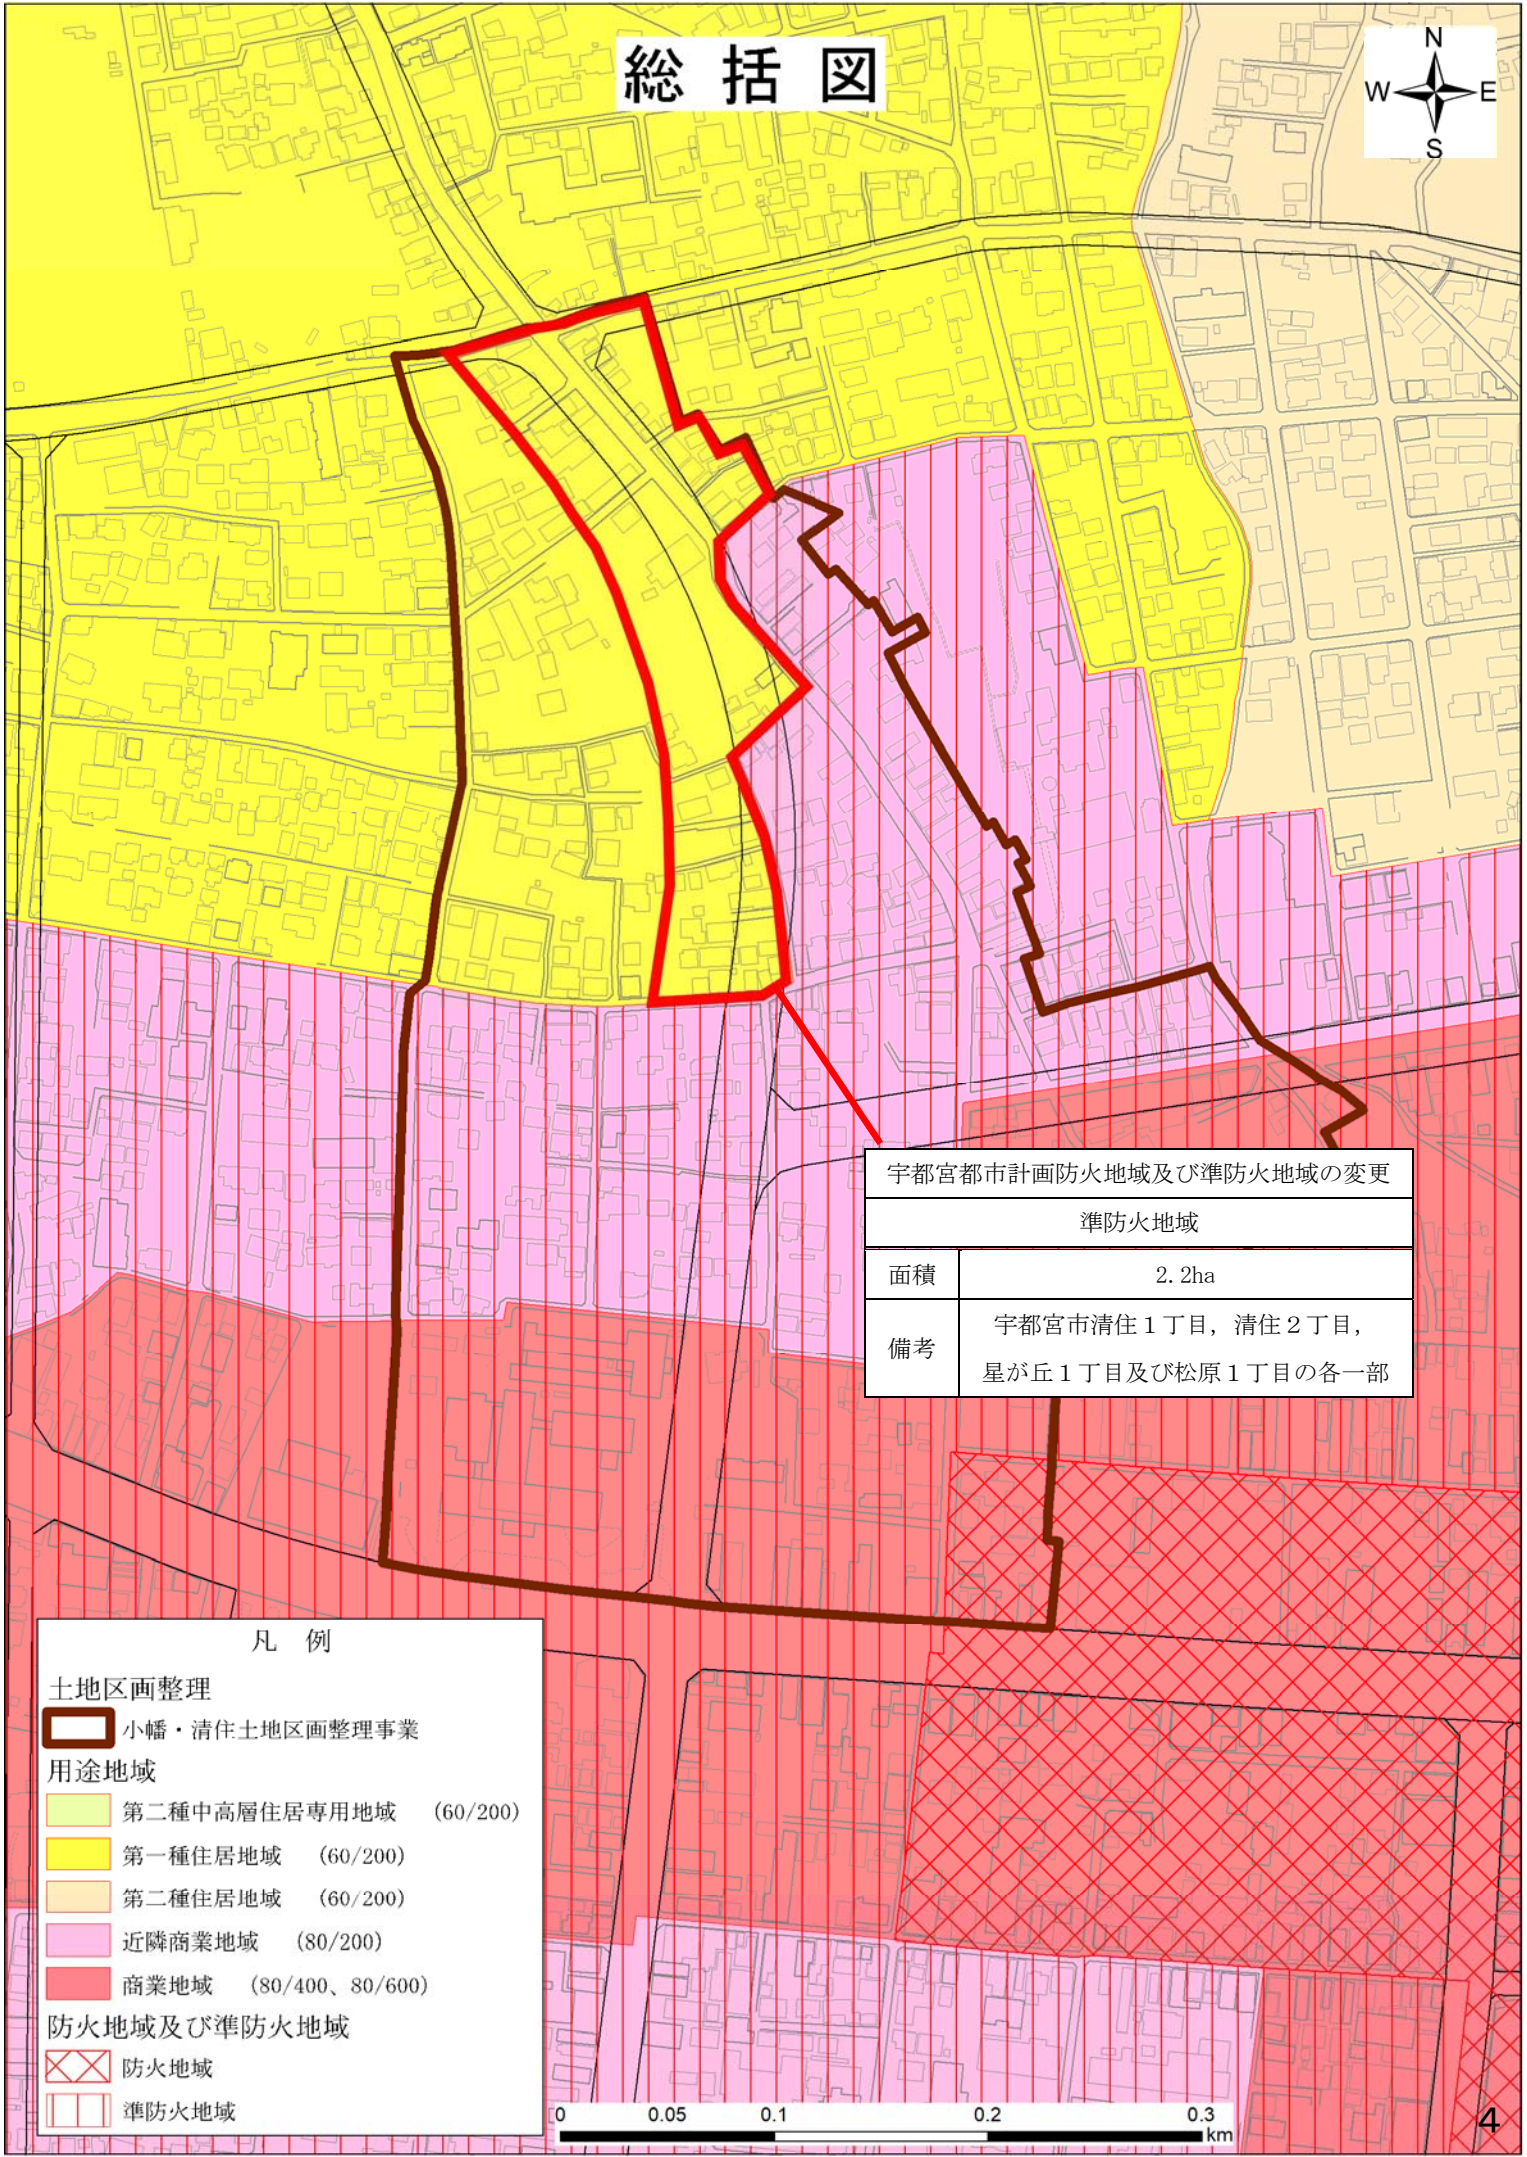 総括図
N
W E
S
宇都宮都市計画防火地域及び準防火地域の変更
準防火地域
面積 2.2ha
備考 宇都宮市清住１丁目，清住２丁目，
星が丘１丁目及び松原１丁目の各一部
凡 例
土地区画整理
小幡・清住土地区画整理事業
用途地域
第二種中高層住居専用地域 (60/200)
第一種住居地域 (60/200)
第二種住居地域 (60/200)
近隣商業地域 (80/200)
商業地域 (80/400、80/600)
防火地域及び準防火地域
防火地域
準防火地域
0 0.05 0.1 0.2 0.3
km
4